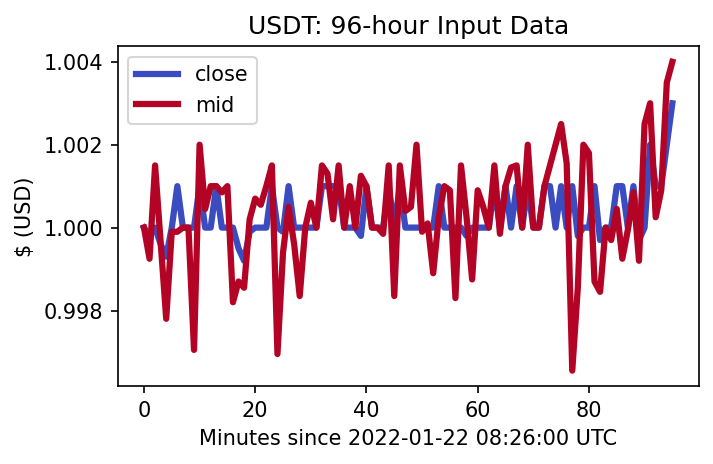 USDT: 96-hour Input Data
close
mid
1.004
1.002
1.000
0.998
$ (USD)
0 20 40 60 80
Minutes since 2022-01-22 08:26:00 UTC